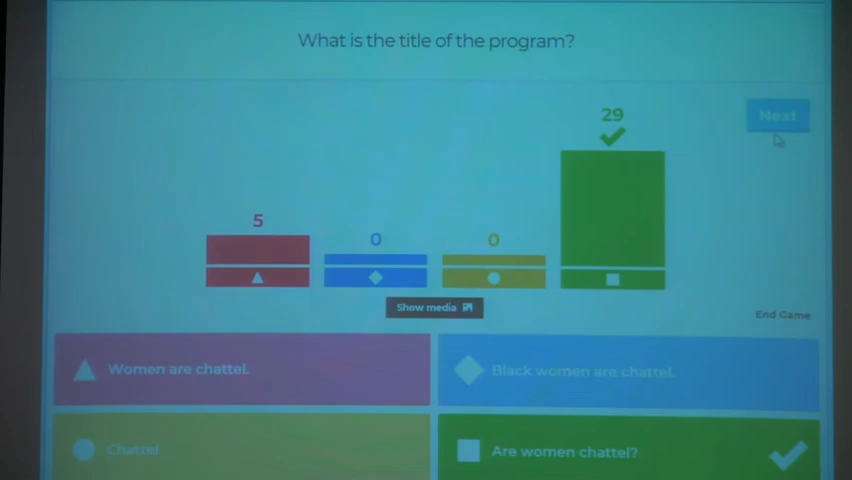 What is the title of the program?
29
Next
5
0
0
Show media
End Game
Women are chattel.
Black women are chattel.
Chattel
Are women chattel?